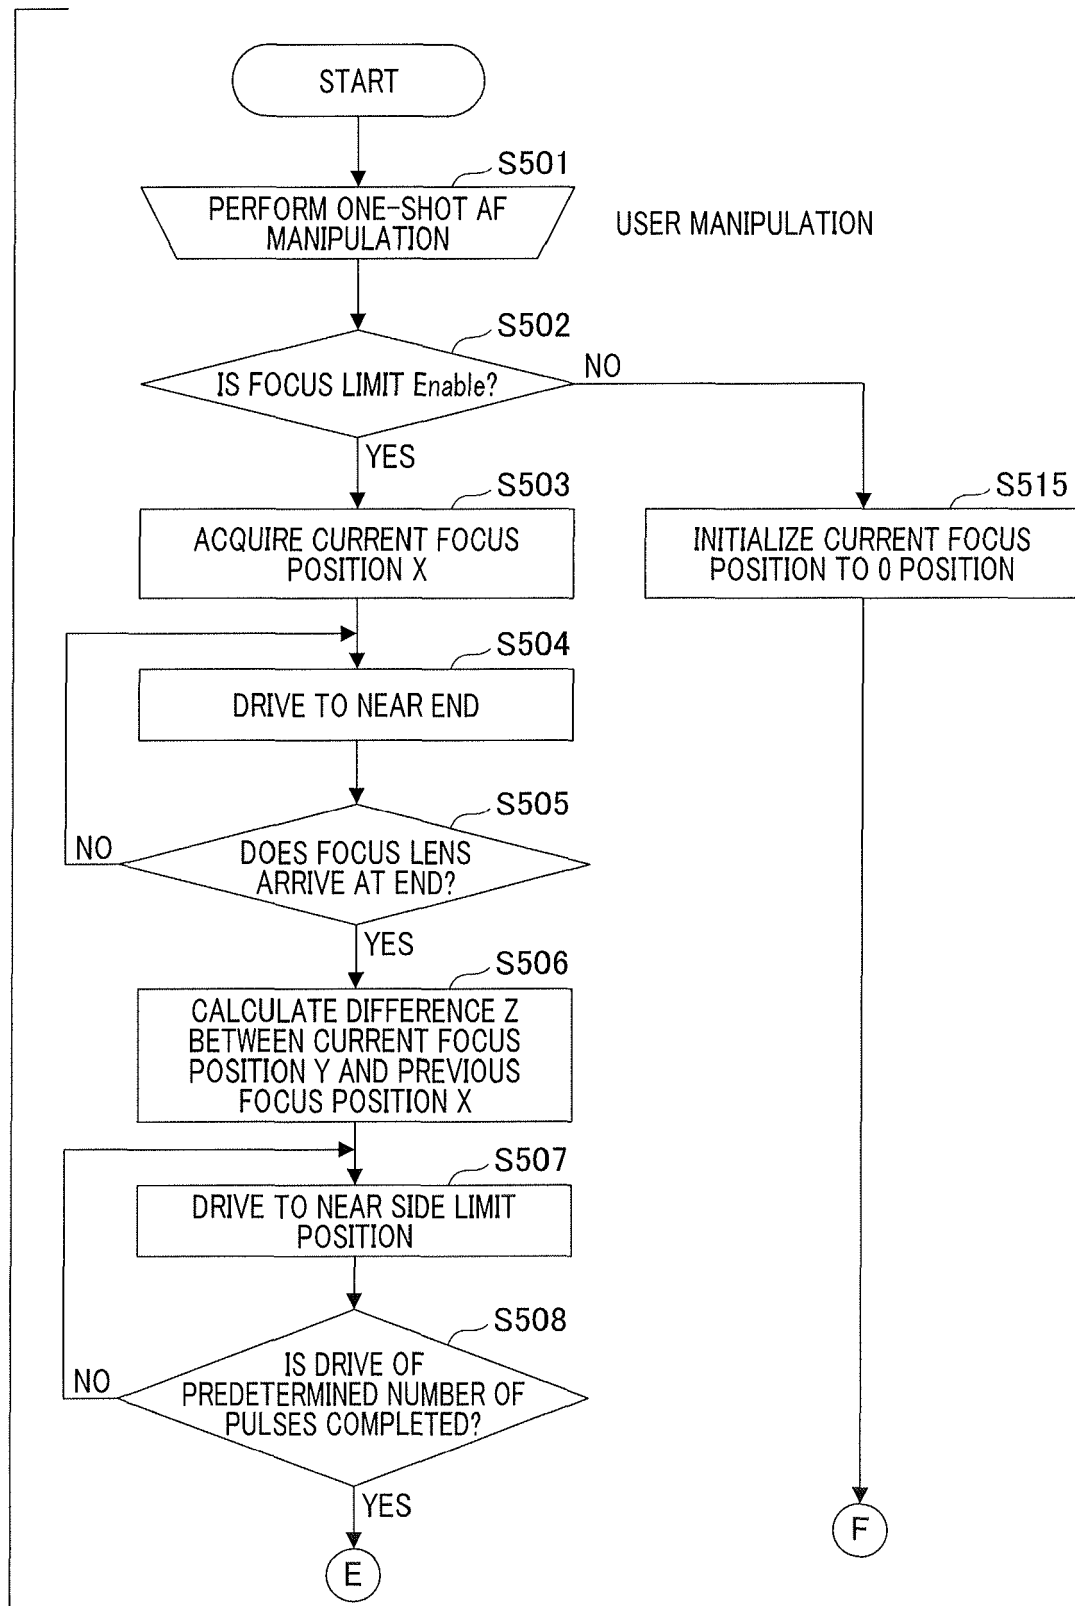 START
S501
PERFORM ONE-SHOT AF
MANIPULATION
USER MANIPULATION
S502
IS FOCUS LIMIT Enable?
NO
YES
S503
ACQUIRE CURRENT FOCUS
POSITION X
S515
INITIALIZE CURRENT FOCUS
POSITION TO 0 POSITION
S504
DRIVE TO NEAR END
S505
DOES FOCUS LENS
ARRIVE AT END?
NO
YES
S506
CALCULATE DIFFERENCE Z
BETWEEN CURRENT FOCUS
POSITION Y AND PREVIOUS
FOCUS POSITION X
S507
DRIVE TO NEAR SIDE LIMIT
POSITION
S508
IS DRIVE OF
PREDETERMINED NUMBER OF
PULSES COMPLETED?
NO
YES
E
F